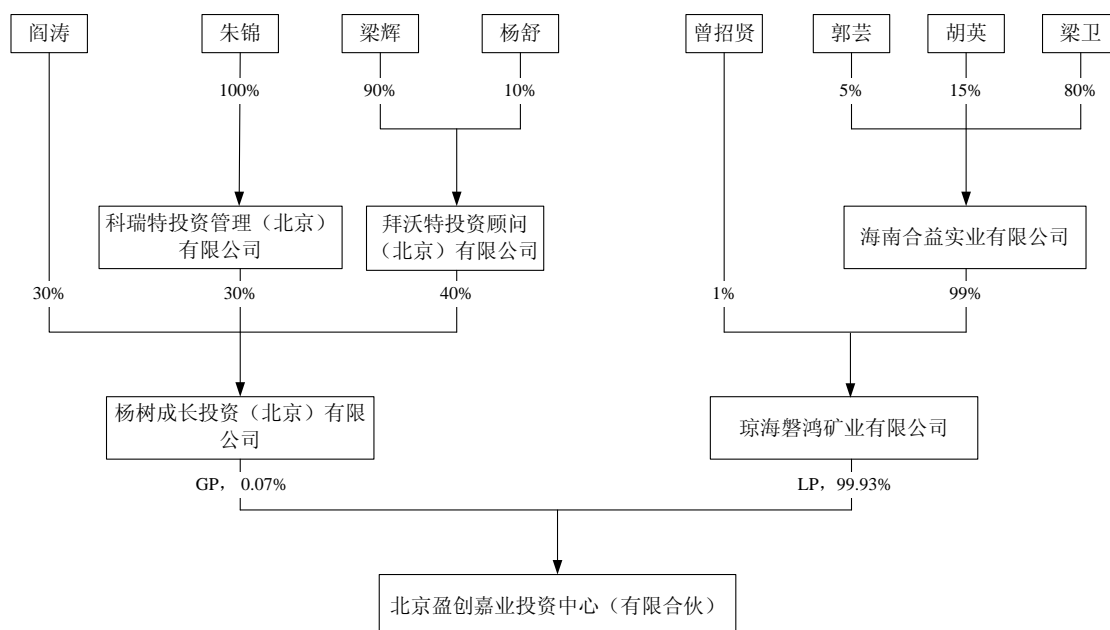 阎涛
朱锦
梁辉
杨舒
曾招贤
郭芸
胡英
梁卫
100%
90%
10%
5%
15%
80%
科瑞特投资管理（北京）
有限公司
拜沃特投资顾问
（北京）有限公司
海南合益实业有限公司
30%
30%
40%
1%
99%
杨树成长投资（北京）有限
公司
琼海磐鸿矿业有限公司
GP， 0.07%
LP，99.93%
北京盈创嘉业投资中心（有限合伙）